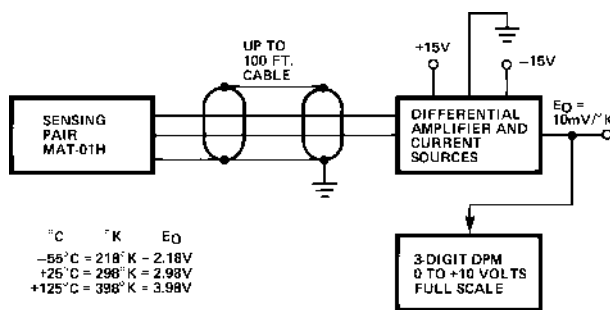 UP TO
100 FT.
CABLE
+15V
−15V
SENSING
PAIR
MAT-01H
DIFFERENTIAL
AMPLIFIER AND
CURRENT
SOURCES
EO =
10mV/°K
°C °K EO
−55°C = 218°K − 2.18V
+25°C = 298°K = 2.98V
+125°C = 398°K = 3.98V
3-DIGIT DPM
0 TO +10 VOLTS
FULL SCALE